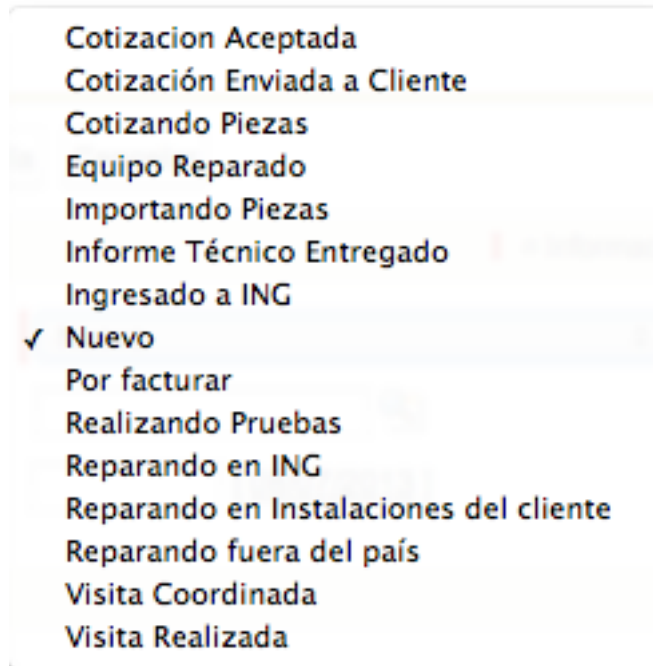 Cotizacion Aceptada
Cotización Enviada a Cliente
Cotizando Piezas
Equipo Reparado
Importando Piezas
Informe Técnico Entregado
Ingresado a ING
✓ Nuevo
Por facturar
Realizando Pruebas
Reparando en ING
Reparando en Instalaciones del cliente
Reparando fuera del país
Visita Coordinada
Visita Realizada